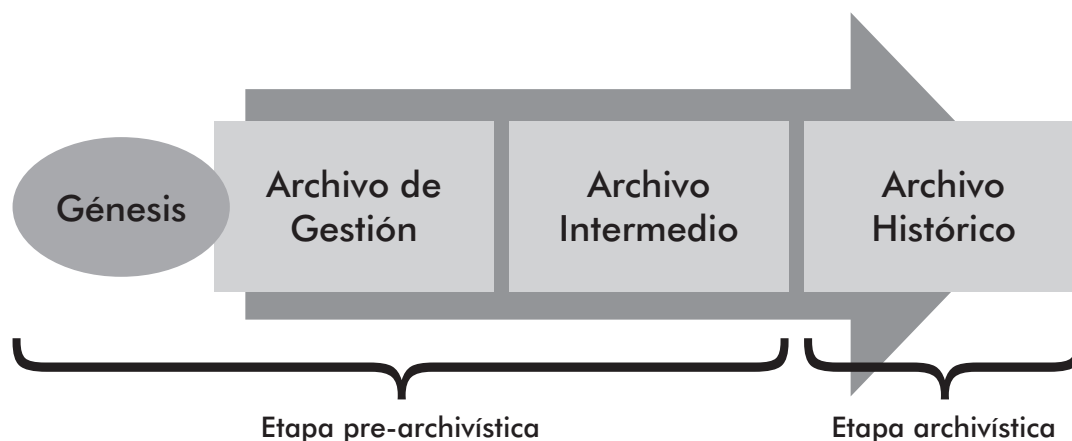 Génesis
Archivo de
Gestión
Archivo
Intermedio
Archivo
Histórico
Etapa pre-archivística
Etapa archivística